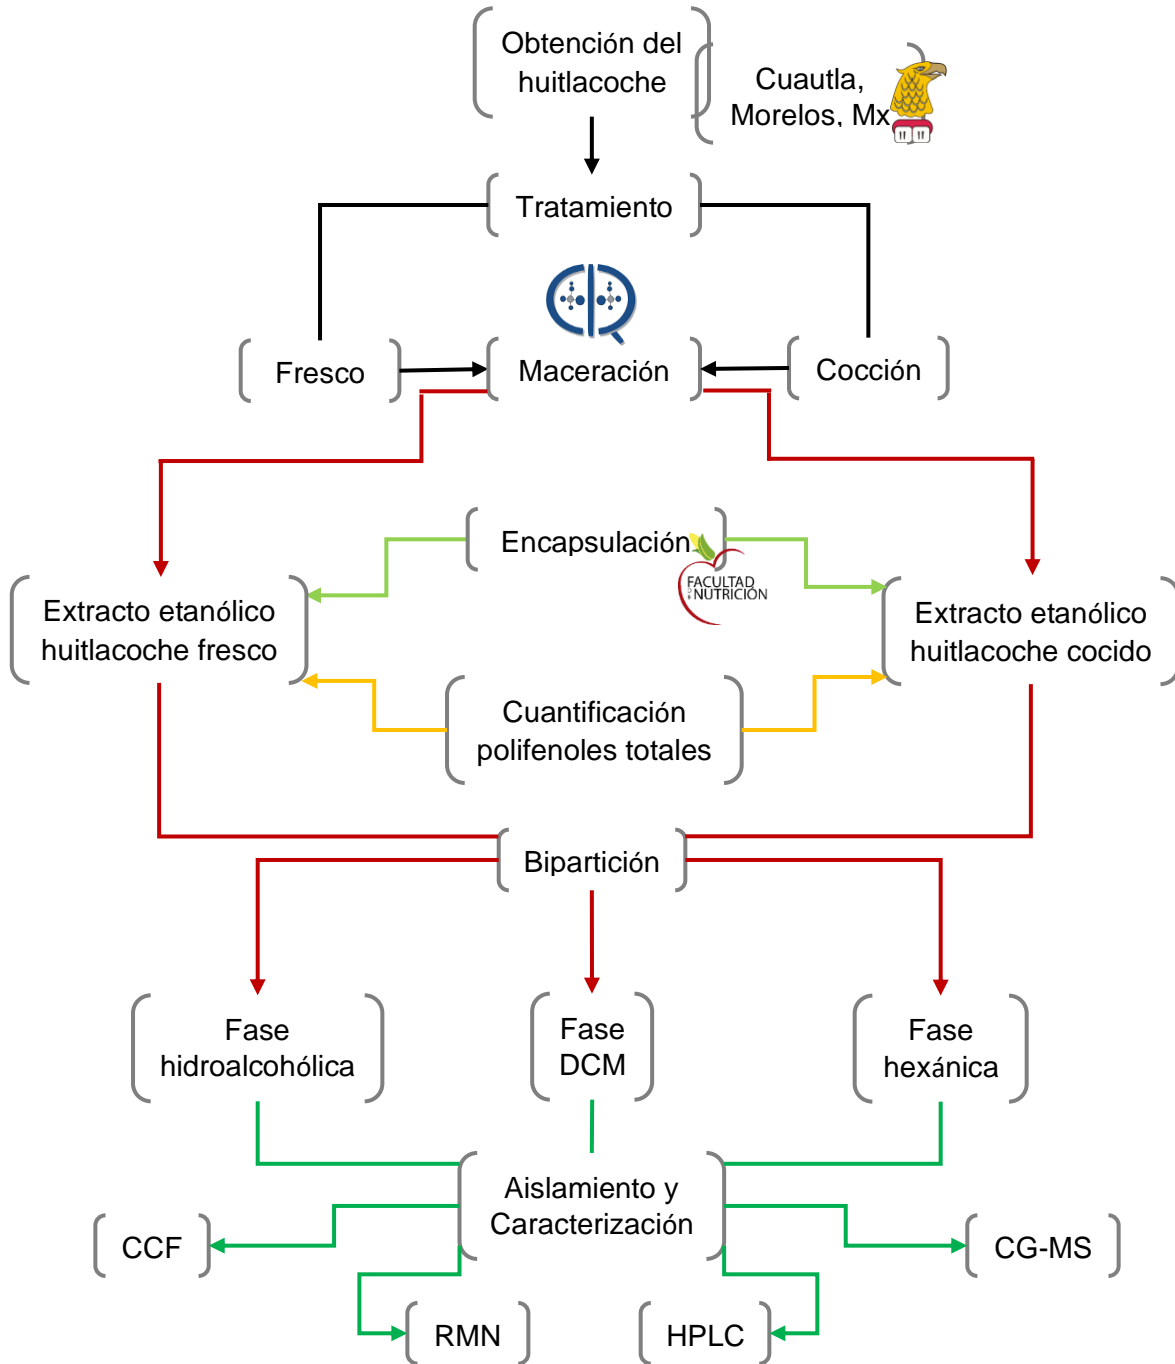 Obtención del
huitlacoche
Cuautla,
Morelos, Mx
Tratamiento
Fresco
Maceración
Cocción
Encapsulación
FACULTAD
DE NUTRICIÓN
Extracto etanólico
huitlacoche fresco
Extracto etanólico
huitlacoche cocido
Cuantificación
polifenoles totales
Bipartición
Fase
hidroalcohólica
Fase
DCM
Fase
hexánica
Aislamiento y
Caracterización
CCF
CG-MS
RMN
HPLC